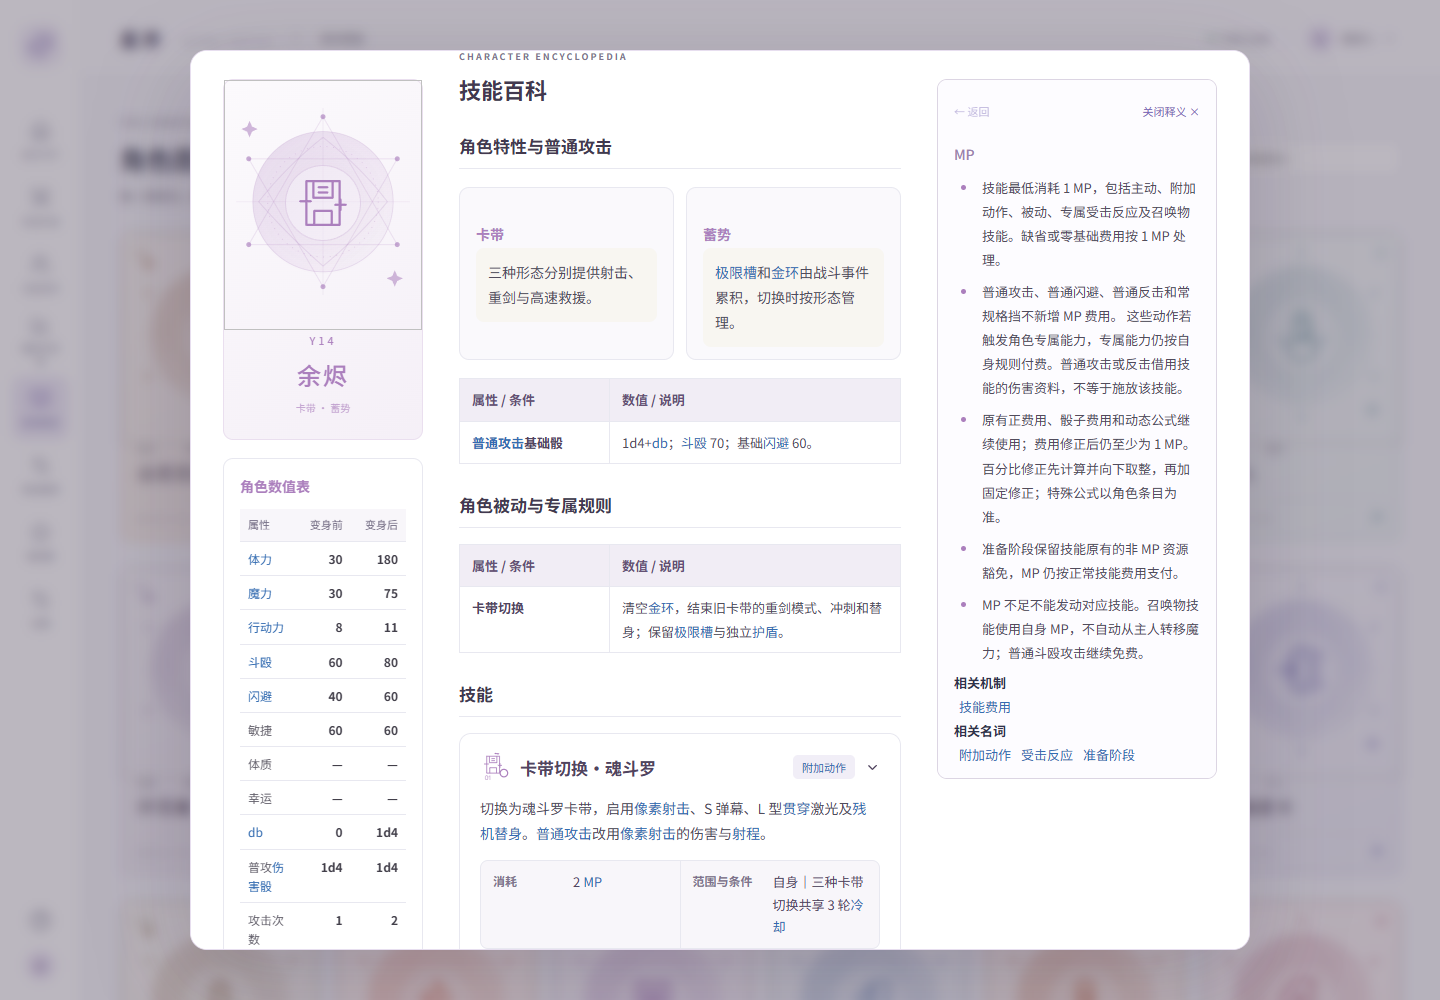 Y14
余烬
卡带 · 蓄势
角色数值表
属性 变身前 变身后
体力 30 180
魔力 30 75
行动力 8 11
斗殴 60 80
闪避 40 60
敏捷 60 60
体质 — —
幸运 — —
db 0 1d4
普攻伤
害骰 1d4 1d4
攻击次
数 1 2
CHARACTER ENCYCLOPEDIA
技能百科
角色特性与普通攻击
卡带
三种形态分别提供射击、
重剑与高速救援。
蓄势
极限槽和金环由战斗事件
累积，切换时按形态管
理。
属性 / 条件 数值 / 说明
普通攻击基础骰 1d4+db；斗殴 70；基础闪避 60。
角色被动与专属规则
属性 / 条件 数值 / 说明
卡带切换 清空金环，结束旧卡带的重剑模式、冲刺和替
身；保留极限槽与独立护盾。
技能
卡带切换·魂斗罗 附加动作
切换为魂斗罗卡带，启用像素射击、S 弹幕、L 型贯穿激光及残
机替身。普通攻击改用像素射击的伤害与射程。
消耗 2 MP
范围与条件 自身｜三种卡带
切换共享 3 轮冷
却
← 返回 关闭释义 ×
MP
• 技能最低消耗 1 MP，包括主动、附加
动作、被动、专属受击反应及召唤物
技能。缺省或零基础费用按 1 MP 处
理。
• 普通攻击、普通闪避、普通反击和常
规格挡不新增 MP 费用。 这些动作若
触发角色专属能力，专属能力仍按自
身规则付费。普通攻击或反击借用技
能的伤害资料，不等于施放该技能。
• 原有正费用、骰子费用和动态公式继
续使用；费用修正后仍至少为 1 MP。
百分比修正先计算并向下取整，再加
固定修正；特殊公式以角色条目为
准。
• 准备阶段保留技能原有的非 MP 资源
豁免，MP 仍按正常技能费用支付。
• MP 不足不能发动对应技能。召唤物技
能使用自身 MP，不自动从主人转移魔
力；普通斗殴攻击继续免费。
相关机制
技能费用
相关名词
附加动作 受击反应 准备阶段